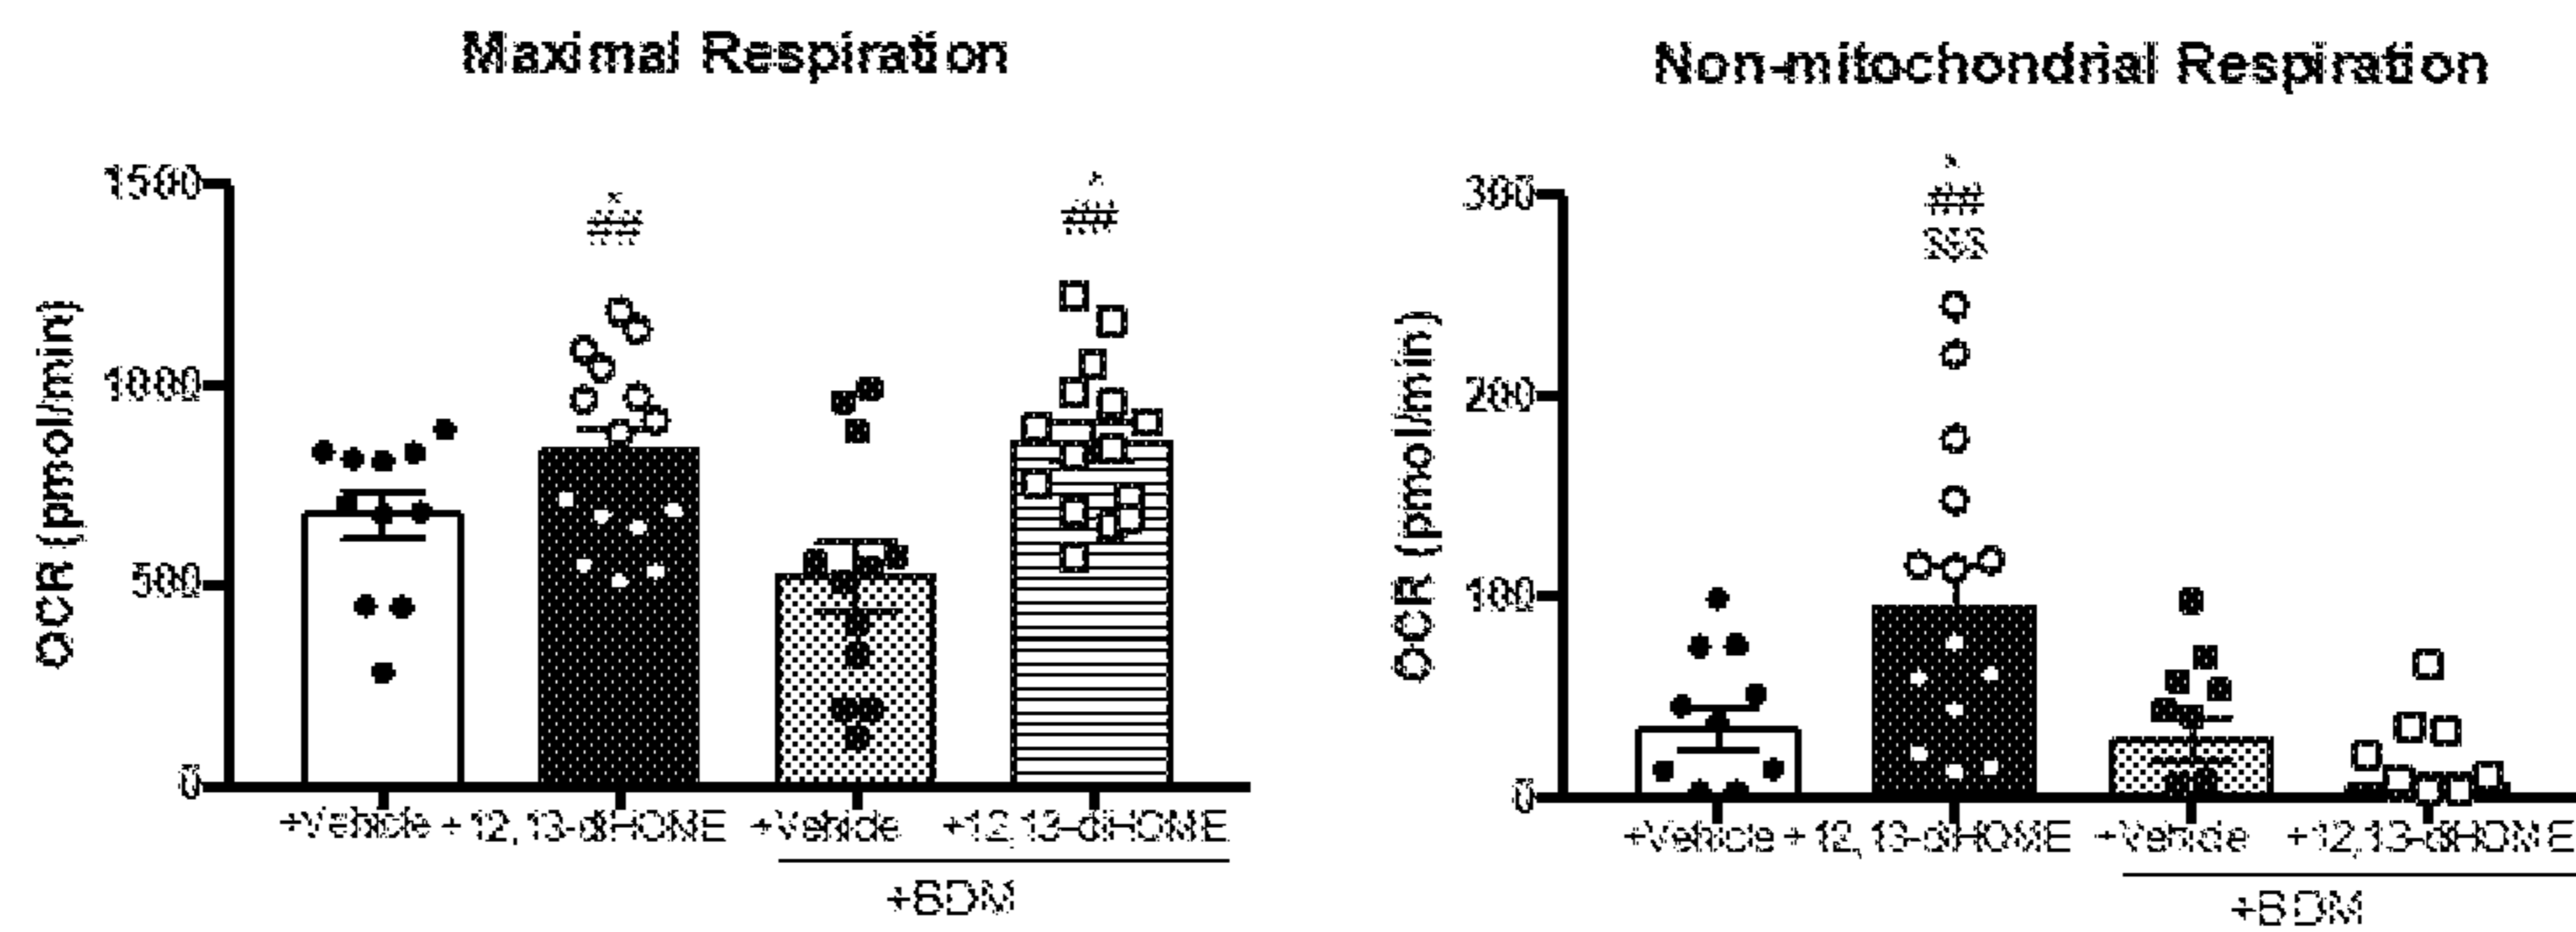 Maximal Respiration
OCR (pmol/min)
1500
1000
500
0
*
###
*
###
+Vehicle +12,13-diHOME +Vehicle +12,13-diHOME
+BDM
Non-mitochondrial Respiration
OCR (pmol/min)
300
200
100
0
*
###
§§§
+Vehicle +12,13-diHOME +Vehicle +12,13-diHOME
+BDM